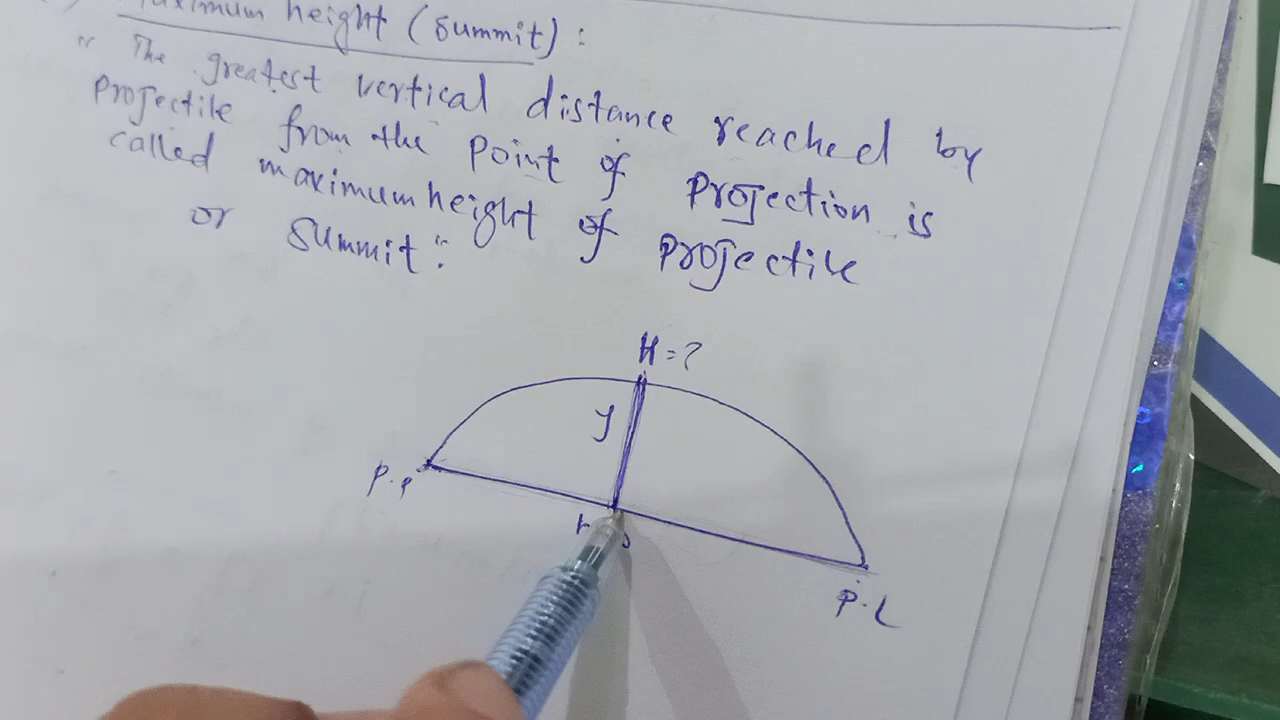 Maximum height (summit) :
" The greatest vertical distance reached by
projectile from the point of projection is
called maximum height of projectile
or summit".
H = ?
y
P.P
P.L